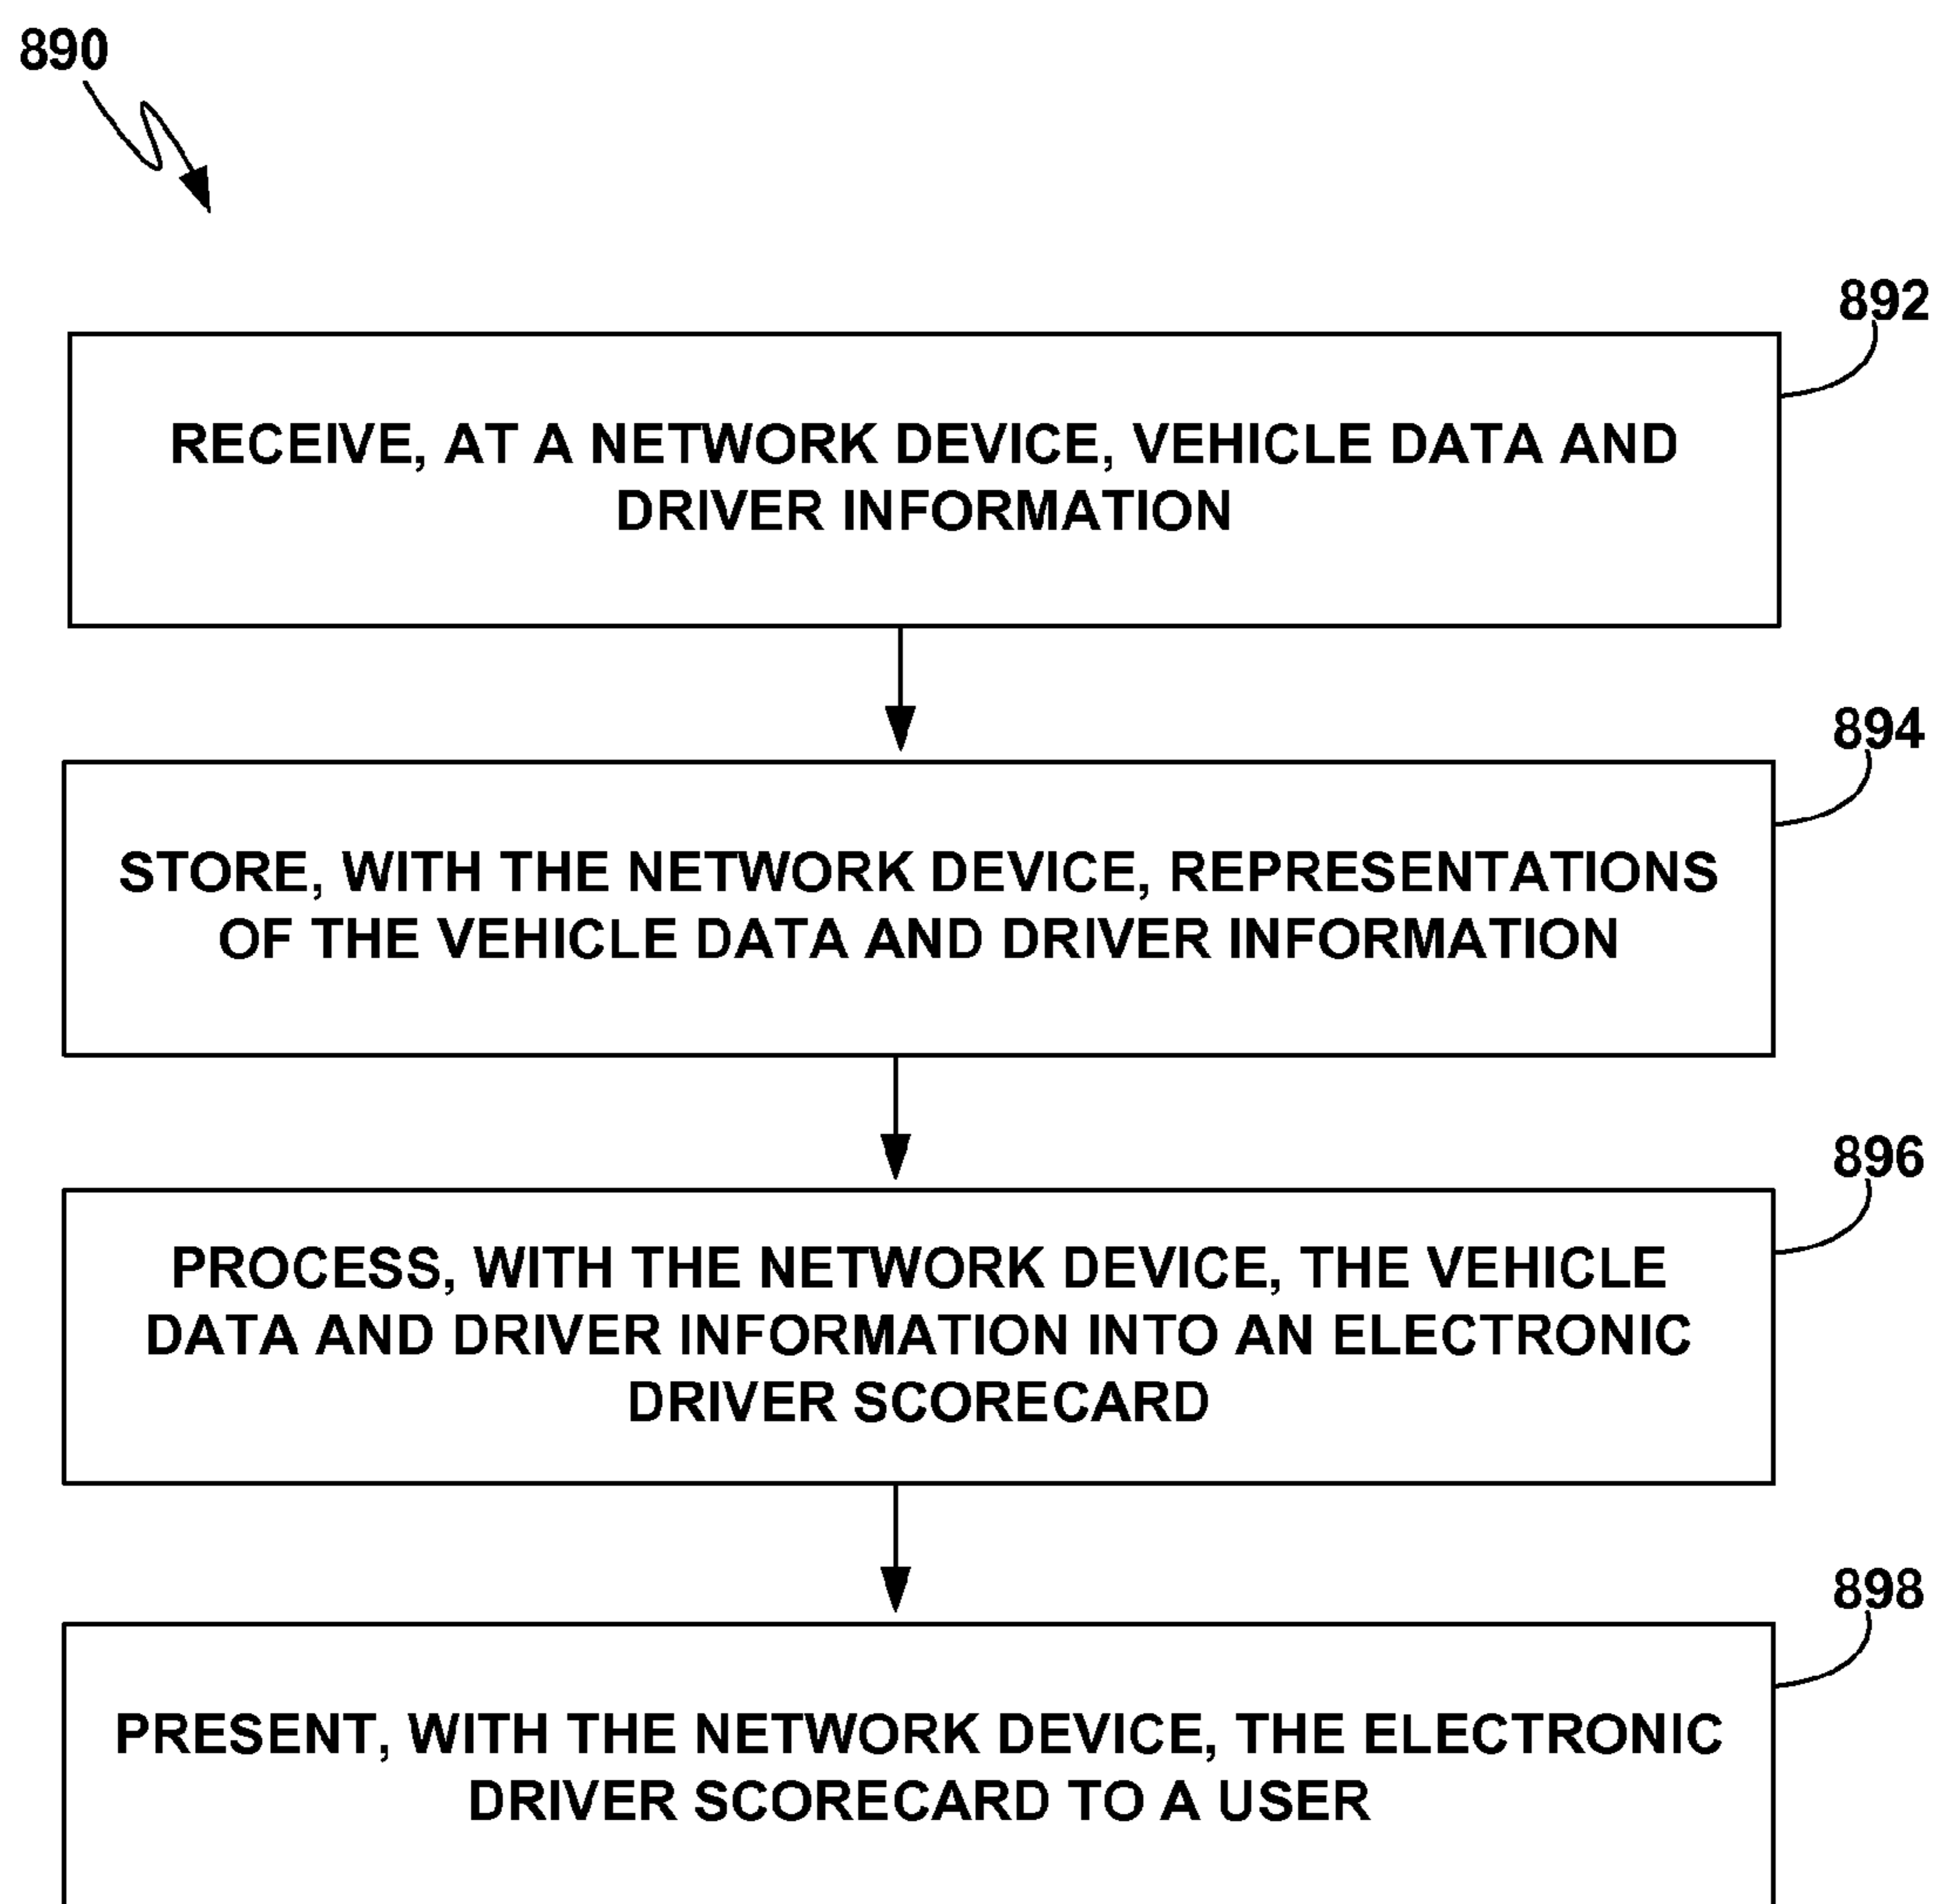 890
892
RECEIVE, AT A NETWORK DEVICE, VEHICLE DATA AND
DRIVER INFORMATION
894
STORE, WITH THE NETWORK DEVICE, REPRESENTATIONS
OF THE VEHICLE DATA AND DRIVER INFORMATION
896
PROCESS, WITH THE NETWORK DEVICE, THE VEHICLE
DATA AND DRIVER INFORMATION INTO AN ELECTRONIC
DRIVER SCORECARD
898
PRESENT, WITH THE NETWORK DEVICE, THE ELECTRONIC
DRIVER SCORECARD TO A USER